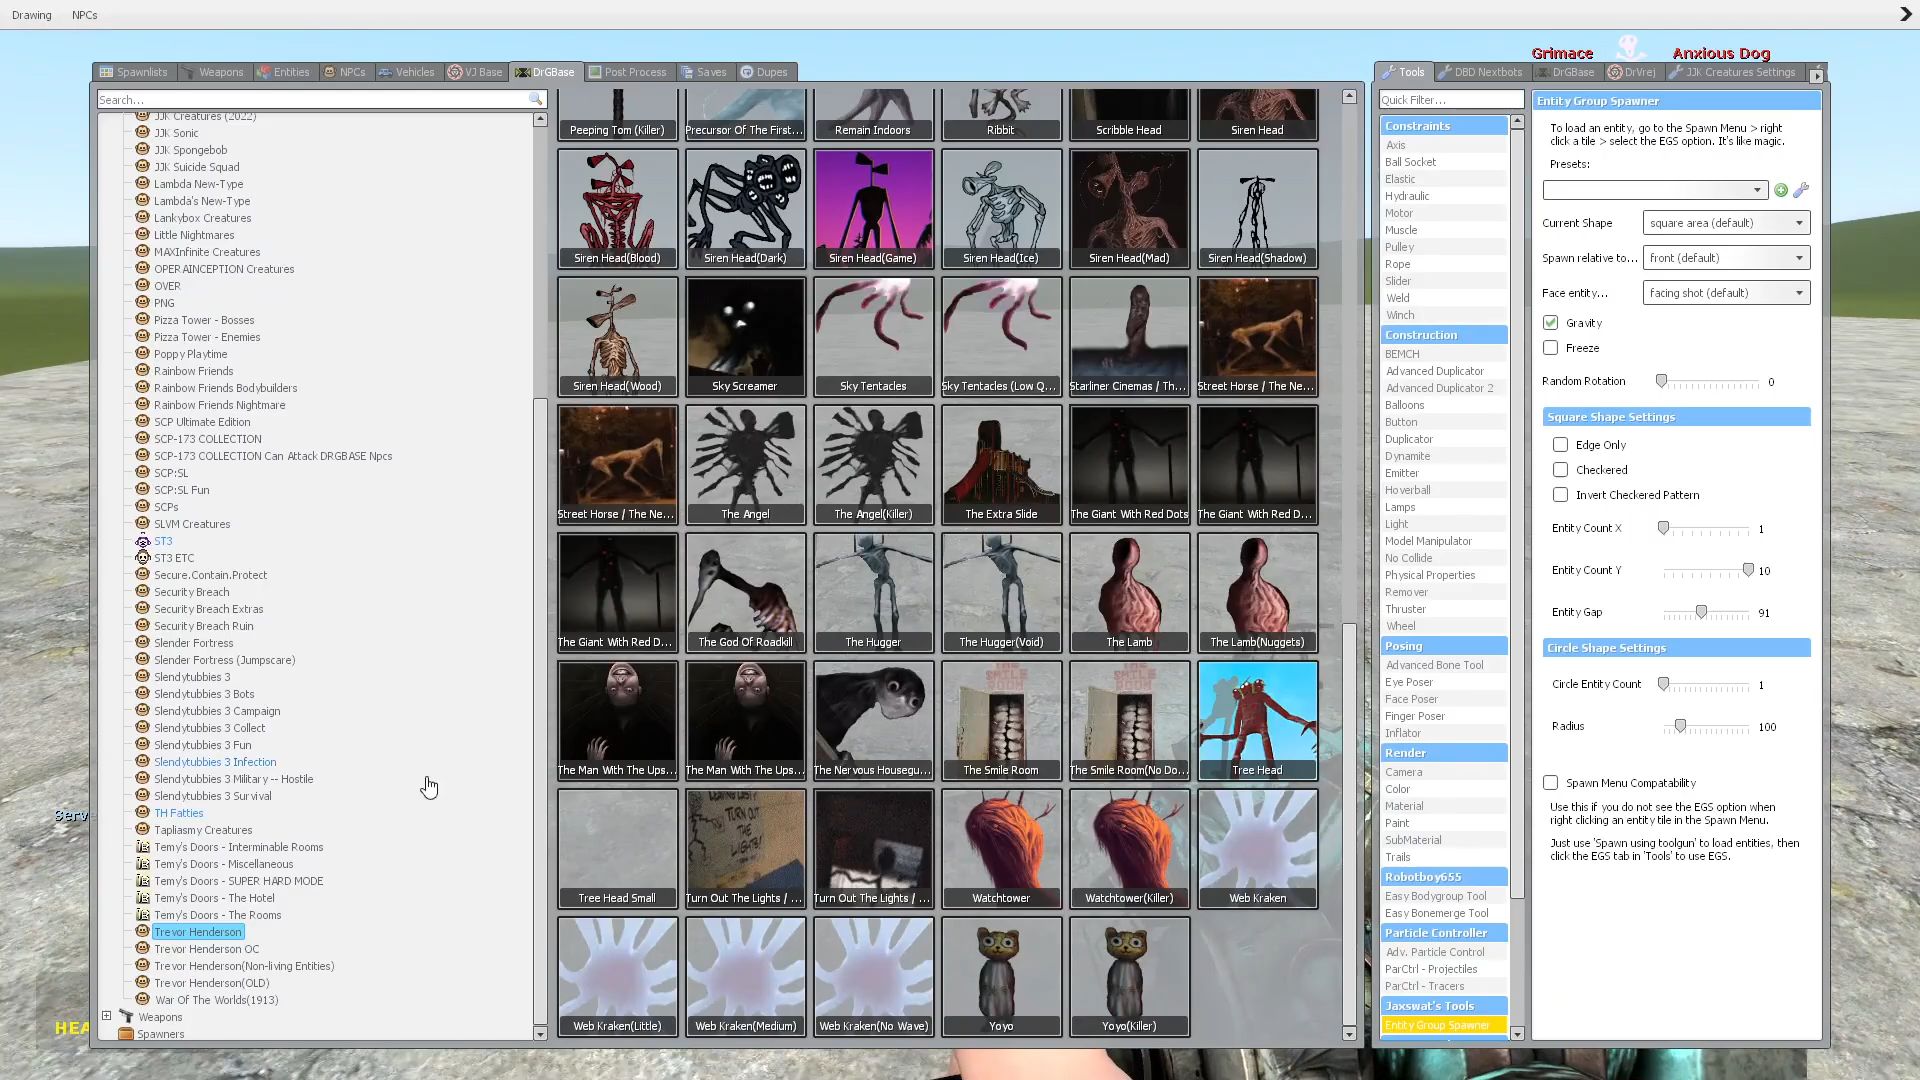 Drawing NPCs
Grimace Anxious Dog
Spawnlists Weapons Entities NPCs Vehicles VJ Base DrGBase Post Process Saves Dupes
Tools DBD Nextbots DrGBase DrVrej JJK Creatures Settings
Search...
JJK Creatures (2022)
JJK Sonic
JJK Spongebob
JJK Suicide Squad
Lambda New-Type
Lambda's New-Type
Lankybox Creatures
Little Nightmares
MAXInfinite Creatures
OPERAINCEPTION Creatures
OVER
PNG
Pizza Tower - Bosses
Pizza Tower - Enemies
Poppy Playtime
Rainbow Friends
Rainbow Friends Bodybuilders
Rainbow Friends Nightmare
SCP Ultimate Edition
SCP-173 COLLECTION
SCP-173 COLLECTION Can Attack DRGBASE Npcs
SCP:SL
SCP:SL Fun
SCPs
SLVM Creatures
ST3
ST3 ETC
Secure.Contain.Protect
Security Breach
Security Breach Extras
Security Breach Ruin
Slender Fortress
Slender Fortress (Jumpscare)
Slendytubbies 3
Slendytubbies 3 Bots
Slendytubbies 3 Campaign
Slendytubbies 3 Collect
Slendytubbies 3 Fun
Slendytubbies 3 Infection
Slendytubbies 3 Military -- Hostile
Slendytubbies 3 Survival
TH Fatties
Tapliasmy Creatures
Temy's Doors - Interminable Rooms
Temy's Doors - Miscellaneous
Temy's Doors - SUPER HARD MODE
Temy's Doors - The Hotel
Temy's Doors - The Rooms
Trevor Henderson
Trevor Henderson OC
Trevor Henderson(Non-living Entities)
Trevor Henderson(OLD)
War Of The Worlds(1913)
Weapons
Spawners
Serv
HEA
Peeping Tom (Killer) Precursor Of The First... Remain Indoors Ribbit Scribble Head Siren Head
Siren Head(Blood) Siren Head(Dark) Siren Head(Game) Siren Head(Ice) Siren Head(Mad) Siren Head(Shadow)
Siren Head(Wood) Sky Screamer Sky Tentacles Sky Tentacles (Low Q... Starliner Cinemas / Th... Street Horse / The Ne...
Street Horse / The Ne... The Angel The Angel(Killer) The Extra Slide The Giant With Red Dots The Giant With Red D...
The Giant With Red D... The God Of Roadkill The Hugger The Hugger(Void) The Lamb The Lamb(Nuggets)
The Man With The Ups... The Man With The Ups... The Nervous Housegu... The Smile Room The Smile Room(No Do... Tree Head
Tree Head Small Turn Out The Lights / ... Turn Out The Lights / ... Watchtower Watchtower(Killer) Web Kraken
Web Kraken(Little) Web Kraken(Medium) Web Kraken(No Wave) Yoyo Yoyo(Killer)
Quick Filter...
Constraints
Axis
Ball Socket
Elastic
Hydraulic
Motor
Muscle
Pulley
Rope
Slider
Weld
Winch
Construction
BEMCH
Advanced Duplicator
Advanced Duplicator 2
Balloons
Button
Duplicator
Dynamite
Emitter
Hoverball
Lamps
Light
Model Manipulator
No Collide
Physical Properties
Remover
Thruster
Wheel
Posing
Advanced Bone Tool
Eye Poser
Face Poser
Finger Poser
Inflator
Render
Camera
Color
Material
Paint
SubMaterial
Trails
Robotboy655
Easy Bodygroup Tool
Easy Bonemerge Tool
Particle Controller
Adv. Particle Control
ParCtrl - Projectiles
ParCtrl - Tracers
Jaxswat's Tools
Entity Group Spawner
Entity Group Spawner
To load an entity, go to the Spawn Menu > right
click a tile > select the EGS option. It's like magic.
Presets:
Current Shape square area (default)
Spawn relative to... front (default)
Face entity... facing shot (default)
Gravity
Freeze
Random Rotation 0
Square Shape Settings
Edge Only
Checkered
Invert Checkered Pattern
Entity Count X 1
Entity Count Y 10
Entity Gap 91
Circle Shape Settings
Circle Entity Count 1
Radius 100
Spawn Menu Compatability
Use this if you do not see the EGS option when
right clicking an entity tile in the Spawn Menu.
Just use 'Spawn using toolgun' to load entities, then
click the EGS tab in 'Tools' to use EGS.